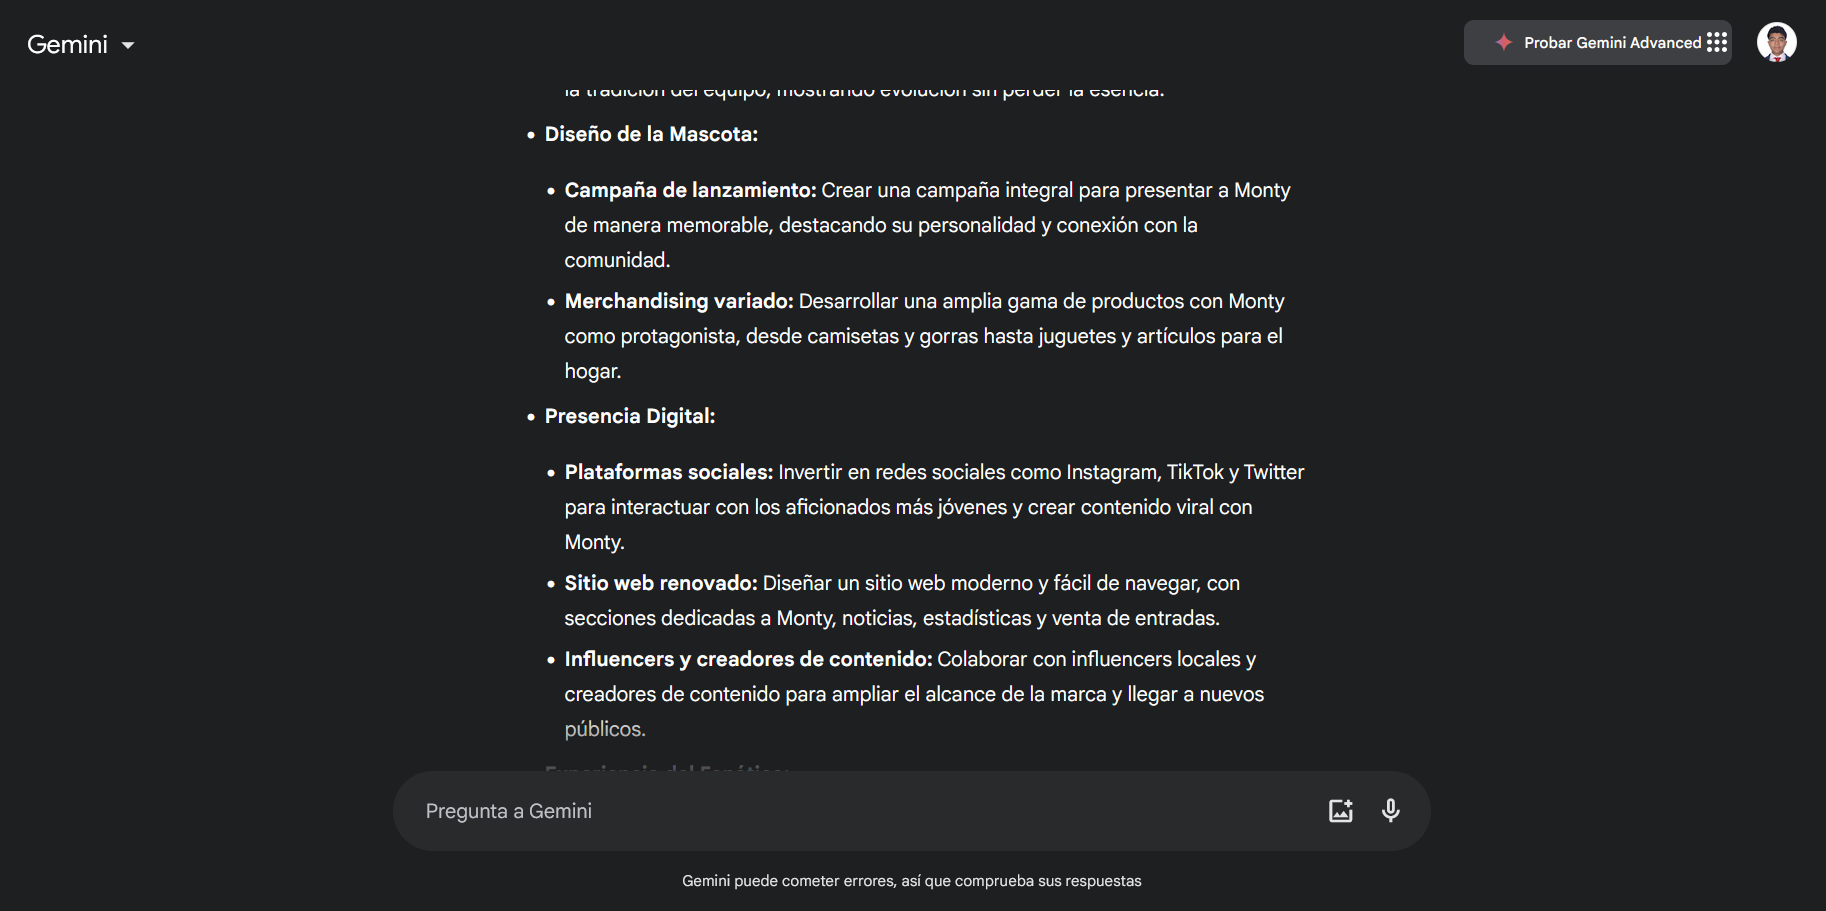 Gemini
Probar Gemini Advanced
la tradición del equipo, mostrando evolución sin perder la esencia.
Diseño de la Mascota:
Campaña de lanzamiento: Crear una campaña integral para presentar a Monty
de manera memorable, destacando su personalidad y conexión con la
comunidad.
Merchandising variado: Desarrollar una amplia gama de productos con Monty
como protagonista, desde camisetas y gorras hasta juguetes y artículos para el
hogar.
Presencia Digital:
Plataformas sociales: Invertir en redes sociales como Instagram, TikTok y Twitter
para interactuar con los aficionados más jóvenes y crear contenido viral con
Monty.
Sitio web renovado: Diseñar un sitio web moderno y fácil de navegar, con
secciones dedicadas a Monty, noticias, estadísticas y venta de entradas.
Influencers y creadores de contenido: Colaborar con influencers locales y
creadores de contenido para ampliar el alcance de la marca y llegar a nuevos
públicos.
Experiencia del Fanático:
Pregunta a Gemini
Gemini puede cometer errores, así que comprueba sus respuestas